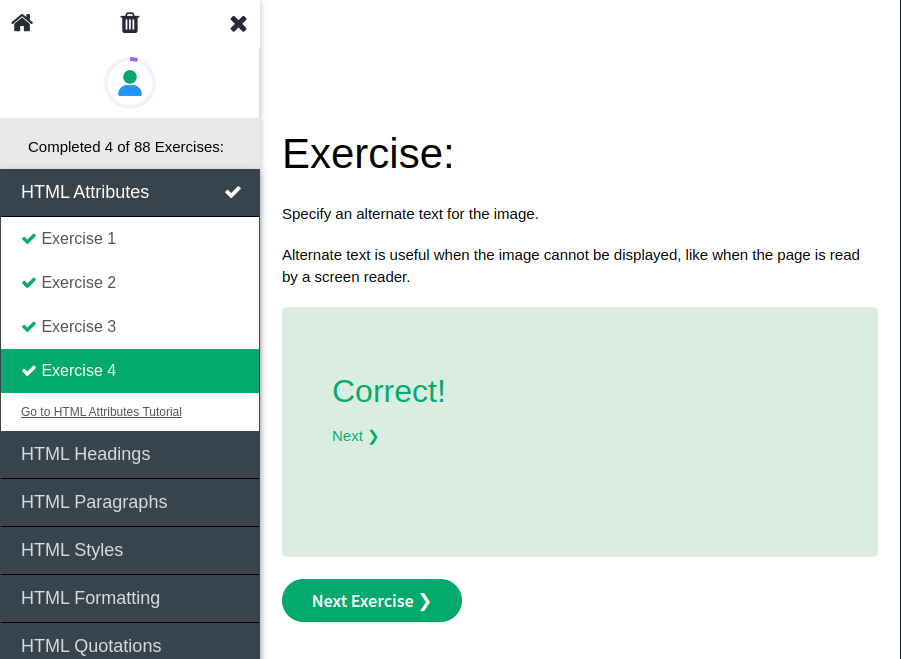 Completed 4 of 88 Exercises:
HTML Attributes
Exercise 1
Exercise 2
Exercise 3
Exercise 4
Go to HTML Attributes Tutorial
HTML Headings
HTML Paragraphs
HTML Styles
HTML Formatting
HTML Quotations
Exercise:
Specify an alternate text for the image.
Alternate text is useful when the image cannot be displayed, like when the page is read
by a screen reader.
Correct!
Next ❯
Next Exercise ❯